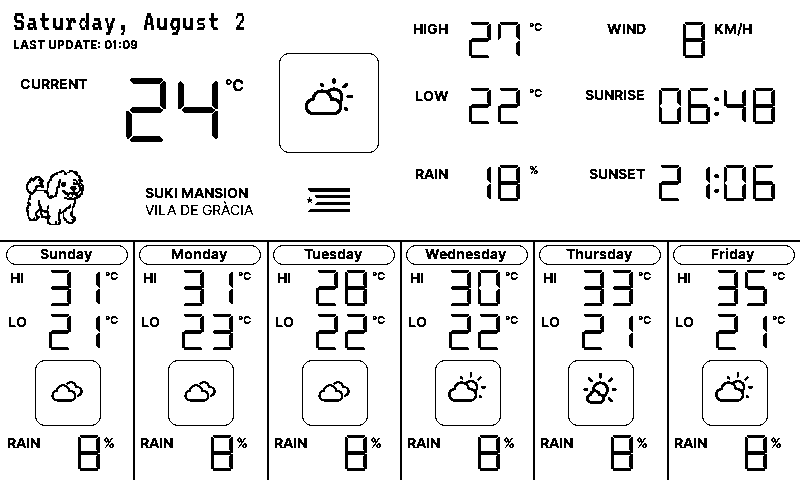 Saturday, August 2
LAST UPDATE: 01:09
CURRENT 24 °C
HIGH 27 °C
LOW 22 °C
RAIN 18 %
WIND 8 KM/H
SUNRISE 06:48
SUNSET 21:06
SUKI MANSION
VILA DE GRÀCIA
Sunday
HI 31 °C
LO 21 °C
RAIN 8 %
Monday
HI 31 °C
LO 23 °C
RAIN 8 %
Tuesday
HI 28 °C
LO 22 °C
RAIN 8 %
Wednesday
HI 30 °C
LO 22 °C
RAIN 8 %
Thursday
HI 33 °C
LO 21 °C
RAIN 8 %
Friday
HI 35 °C
LO 21 °C
RAIN 8 %